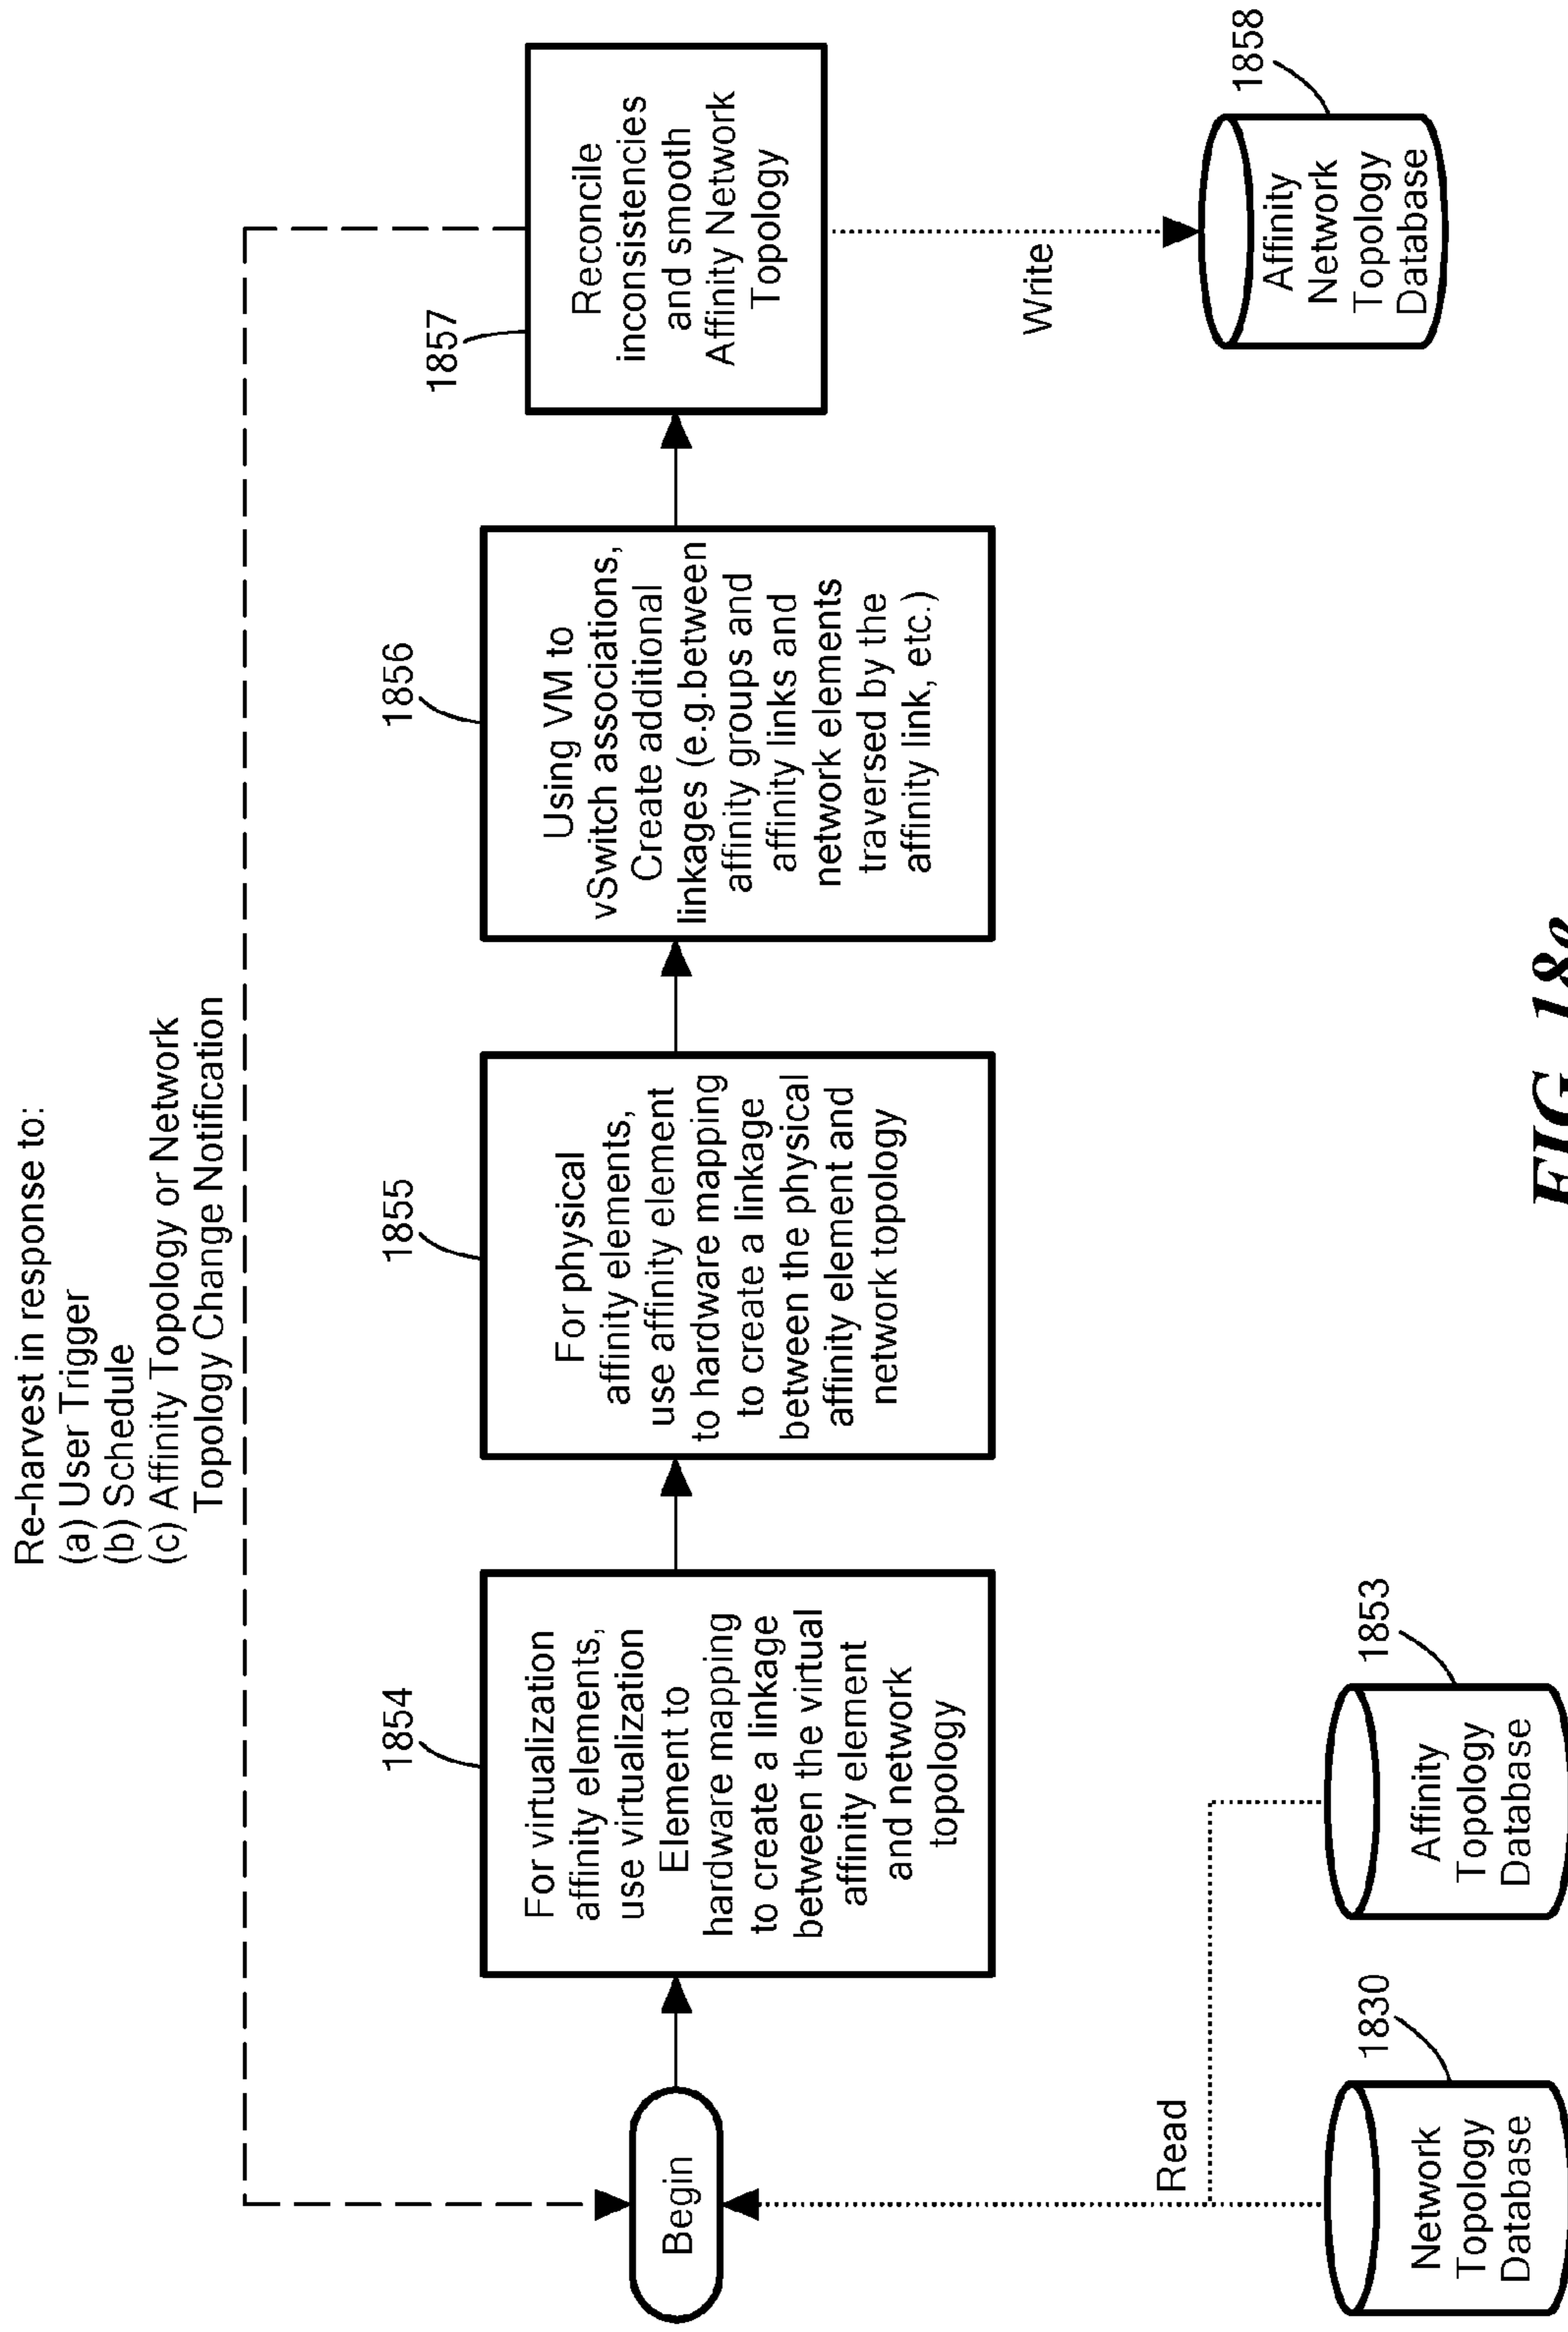 Re-harvest in response to:
(a) User Trigger
(b) Schedule
(c) Affinity Topology or Network
Topology Change Notification
Begin
1854
For virtualization
affinity elements,
use virtualization
Element to
hardware mapping
to create a linkage
between the virtual
affinity element
and network
topology
1855
For physical
affinity elements,
use affinity element
to hardware mapping
to create a linkage
between the physical
affinity element and
network topology
1856
Using VM to
vSwitch associations,
Create additional
linkages (e.g.between
affinity groups and
affinity links and
network elements
traversed by the
affinity link, etc.)
1857
Reconcile
inconsistencies
and smooth
Affinity Network
Topology
Read
Write
1830
Network
Topology
Database
1853
Affinity
Topology
Database
1858
Affinity
Network
Topology
Database
FIG. 18e